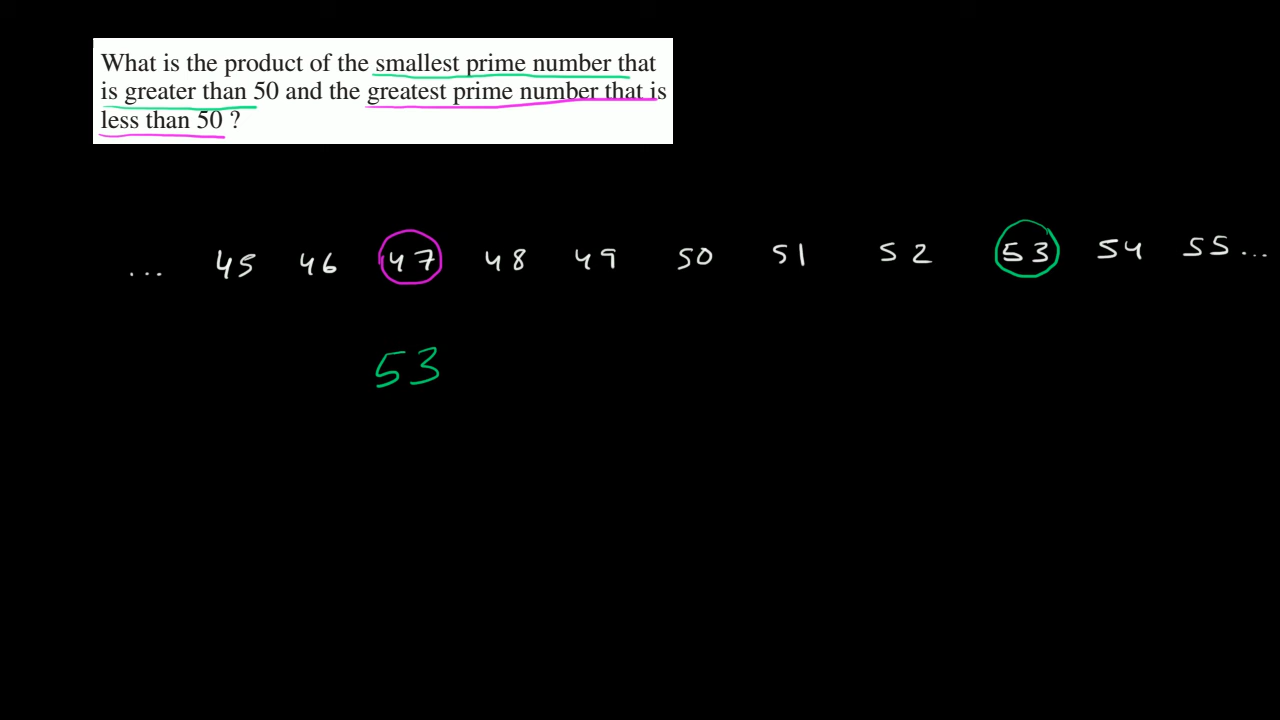 What is the product of the smallest prime number that
is greater than 50 and the greatest prime number that is
less than 50 ?
... 45 46 47 48 49 50 51 52 53 54 55 ...
53